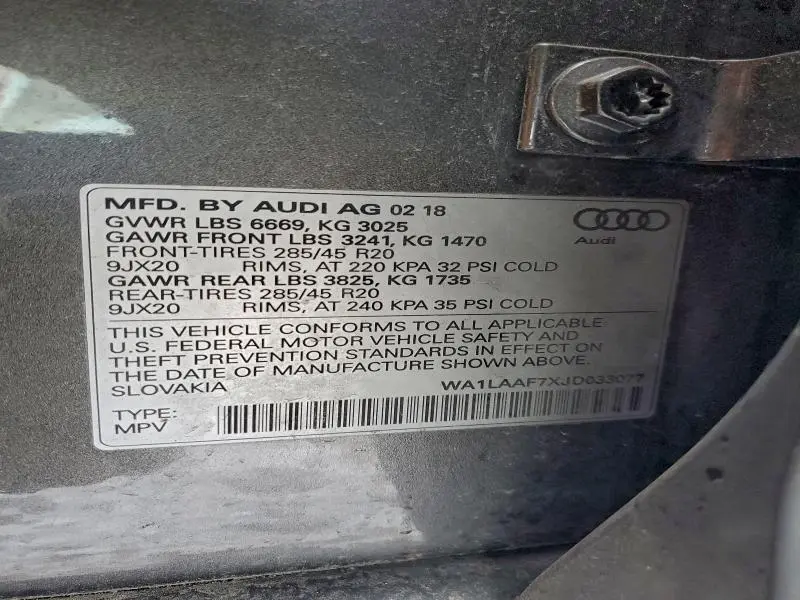 MFD. BY AUDI AG 02 18
GVWR LBS 6669, KG 3025
GAWR FRONT LBS 3241, KG 1470
FRONT-TIRES 285/45 R20
9JX20 RIMS, AT 220 KPA 32 PSI COLD
GAWR REAR LBS 3825, KG 1735
REAR-TIRES 285/45 R20
9JX20 RIMS, AT 240 KPA 35 PSI COLD
Audi
THIS VEHICLE CONFORMS TO ALL APPLICABLE
U.S. FEDERAL MOTOR VEHICLE SAFETY AND
THEFT PREVENTION STANDARDS IN EFFECT ON
THE DATE OF MANUFACTURE SHOWN ABOVE.
SLOVAKIA WA1LAAF7XJD033077
TYPE:
MPV